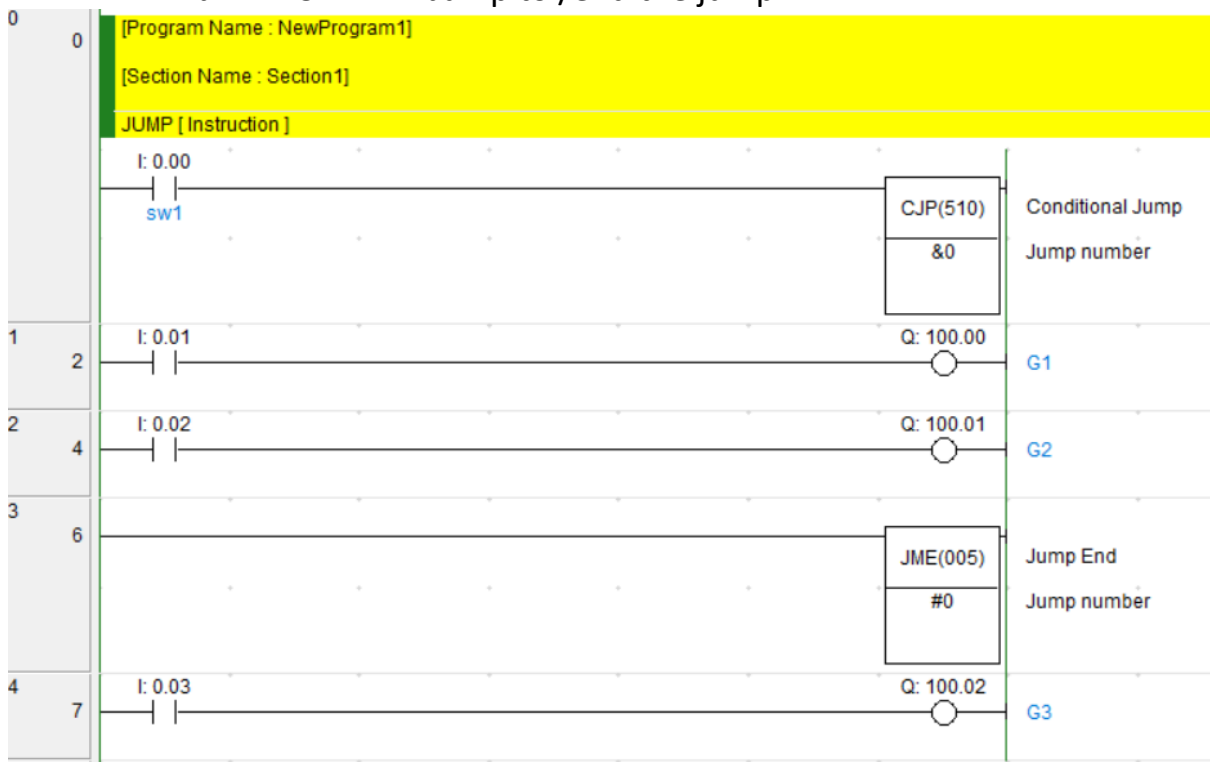 0
0
[Program Name : NewProgram1]
[Section Name : Section1]
JUMP [ Instruction ]
I: 0.00
sw1
CJP(510)
Conditional Jump
&0
Jump number
1
2
I: 0.01
Q: 100.00
G1
2
4
I: 0.02
Q: 100.01
G2
3
6
JME(005)
Jump End
#0
Jump number
4
7
I: 0.03
Q: 100.02
G3